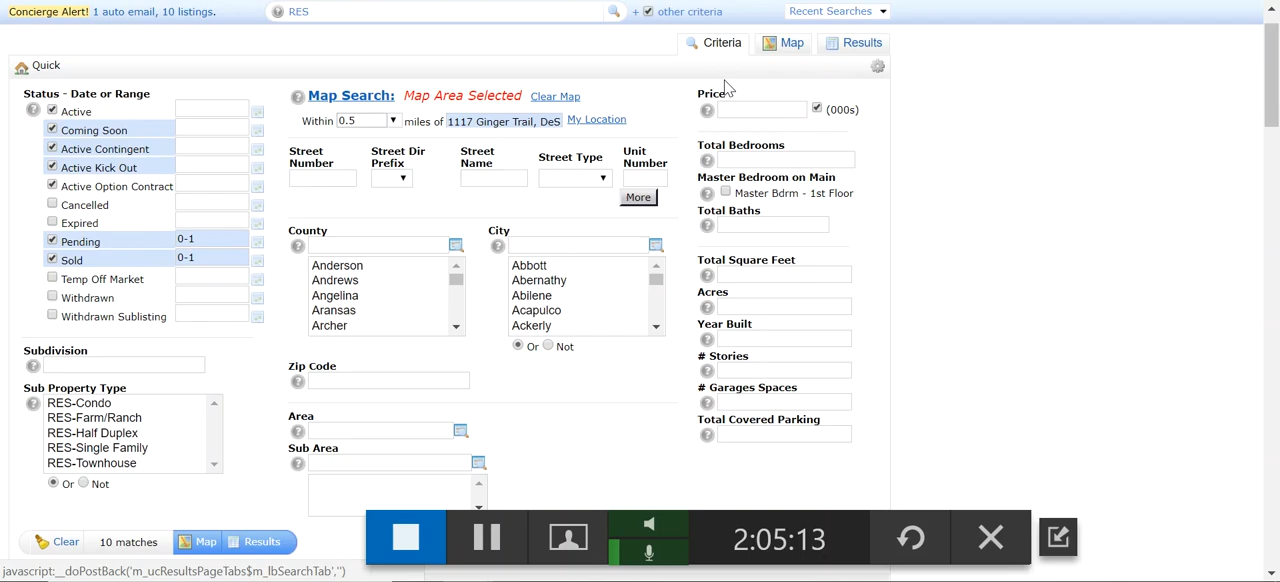 Concierge Alert! 1 auto email, 10 listings.
RES
+ other criteria
Recent Searches
Criteria
Map
Results
Quick
Status - Date or Range
Active
Coming Soon
Active Contingent
Active Kick Out
Active Option Contract
Cancelled
Expired
Pending 0-1
Sold 0-1
Temp Off Market
Withdrawn
Withdrawn Sublisting
Subdivision
Sub Property Type
RES-Condo
RES-Farm/Ranch
RES-Half Duplex
RES-Single Family
RES-Townhouse
Or Not
Map Search: Map Area Selected Clear Map
Within 0.5 miles of 1117 Ginger Trail, DeS My Location
Street Number
Street Dir Prefix
Street Name
Street Type
Unit Number
More
County
Anderson
Andrews
Angelina
Aransas
Archer
City
Abbott
Abernathy
Abilene
Acapulco
Ackerly
Or Not
Zip Code
Area
Sub Area
Price
(000s)
Total Bedrooms
Master Bedroom on Main
Master Bdrm - 1st Floor
Total Baths
Total Square Feet
Acres
Year Built
# Stories
# Garages Spaces
Total Covered Parking
Clear 10 matches Map Results
2:05:13
javascript:__doPostBack('m_ucResultsPageTabs$m_lbSearchTab','')